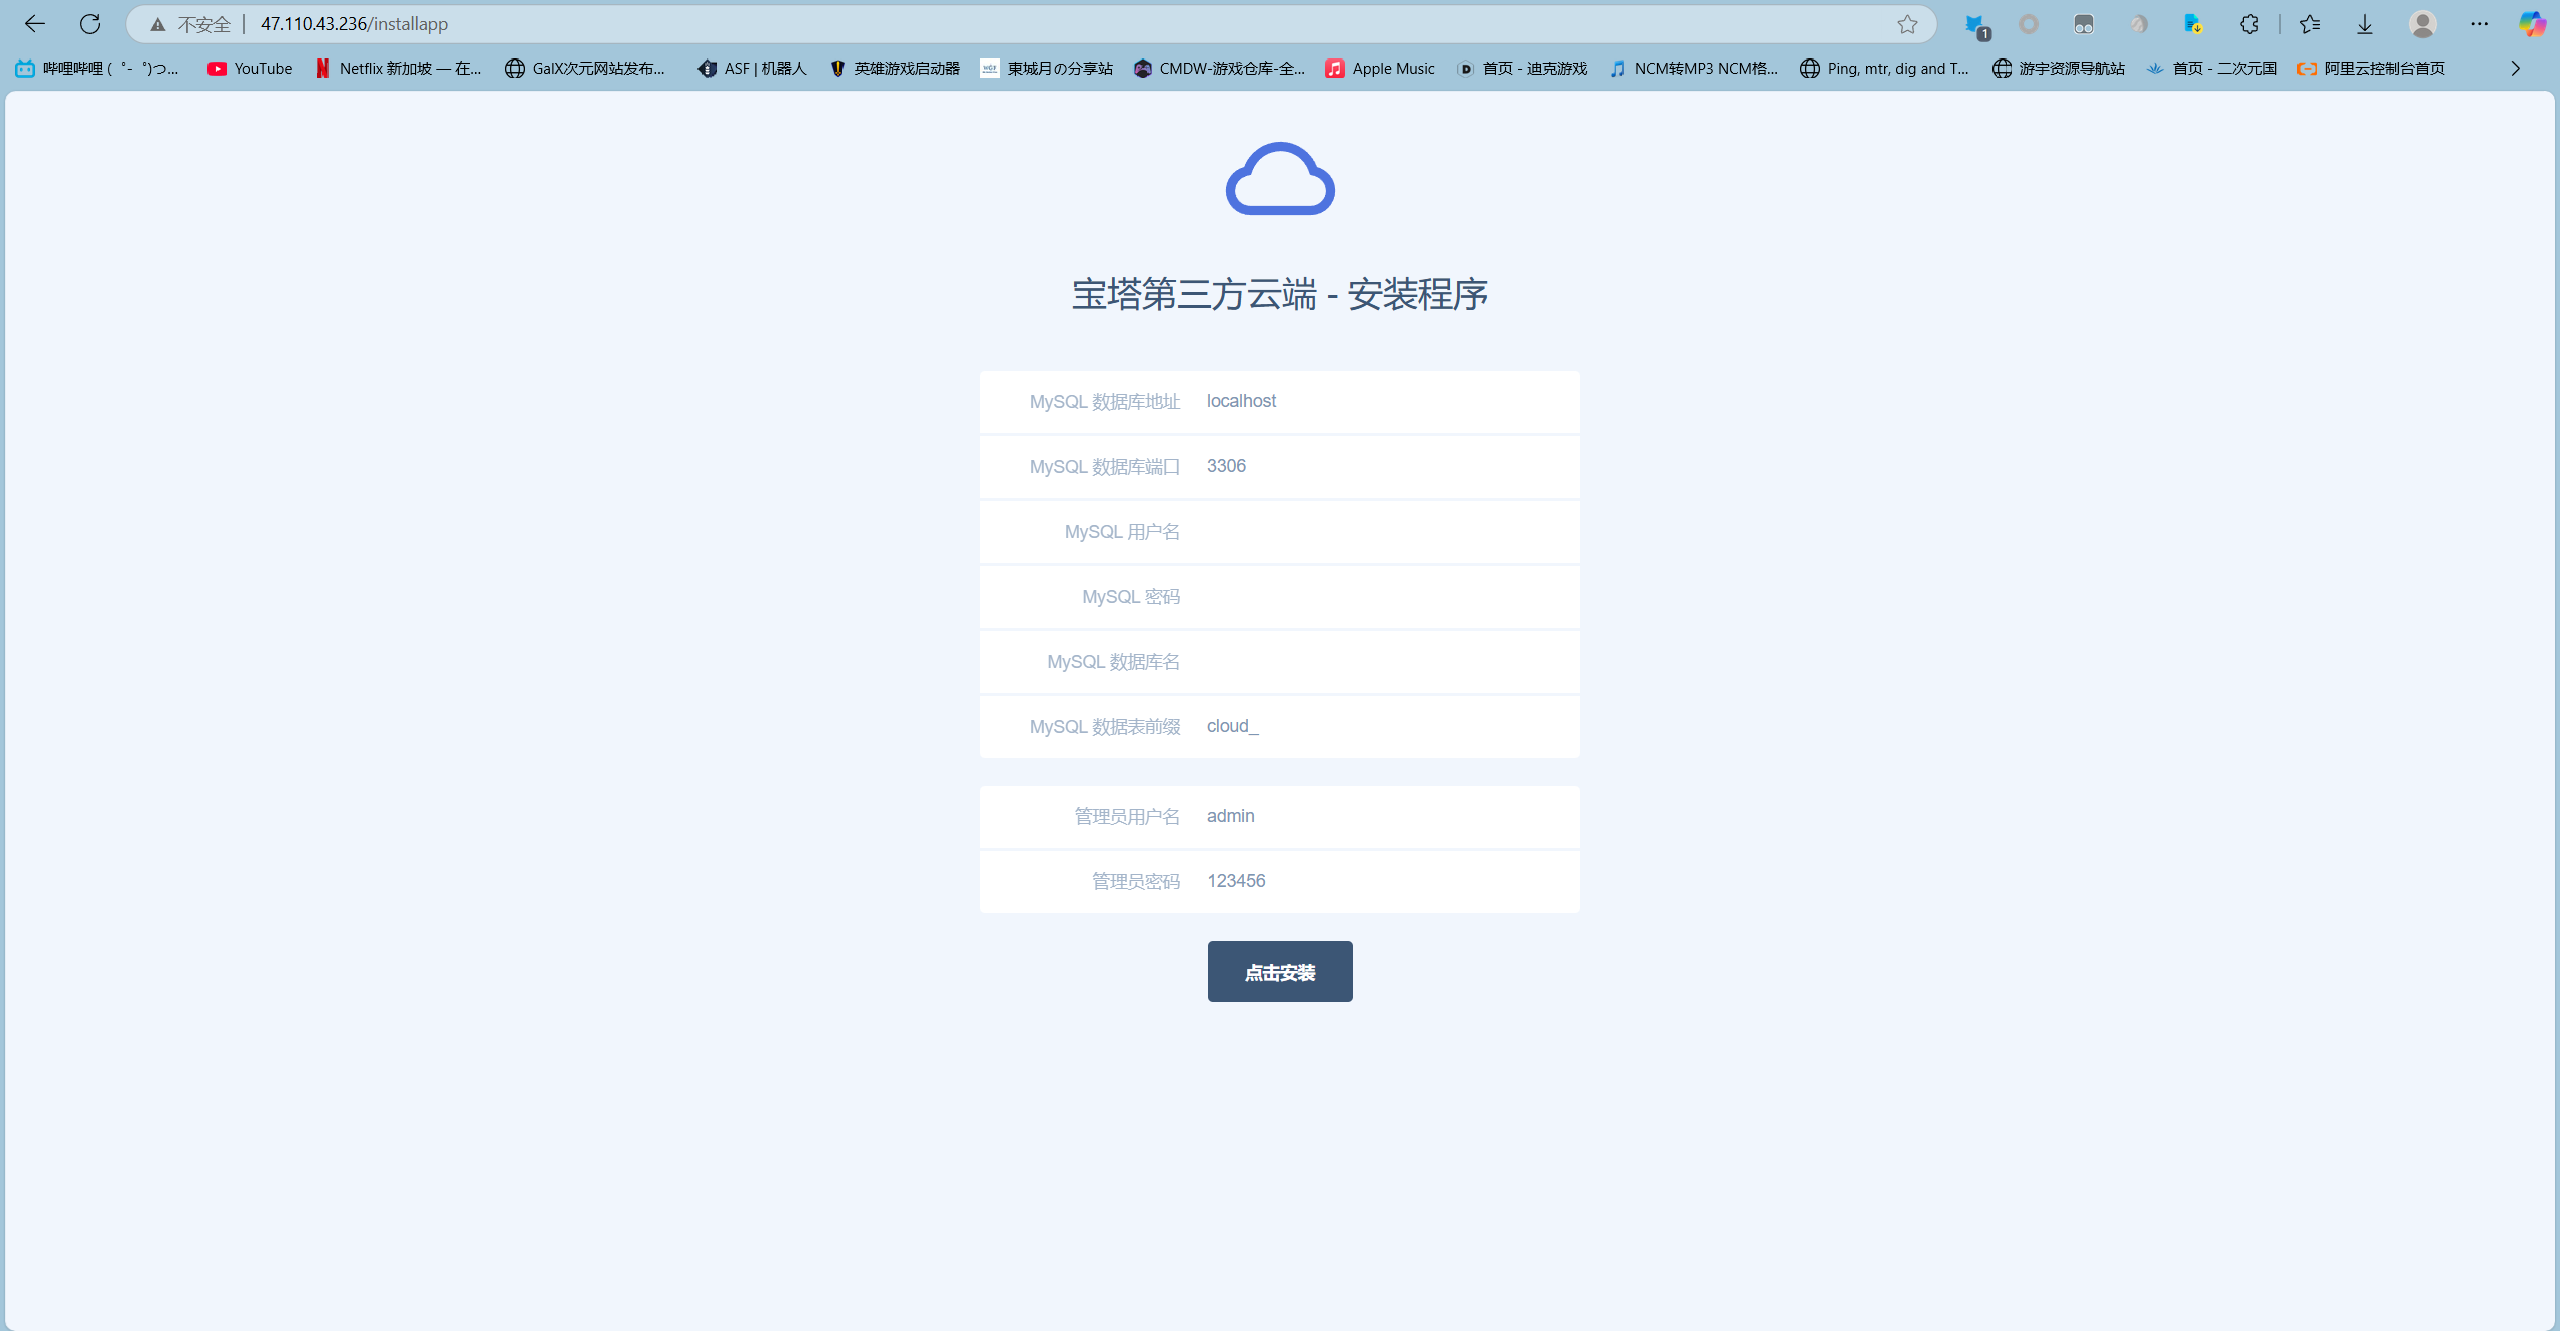 不安全 47.110.43.236/installapp
1
哔哩哔哩 (゜-゜)つ... YouTube Netflix 新加坡 — 在... GalX次元网站发布... ASF | 机器人 英雄游戏启动器 東城月の分享站 CMDW-游戏仓库-全... Apple Music 首页 - 迪克游戏 NCM转MP3 NCM格... Ping, mtr, dig and T... 游宇资源导航站 首页 - 二次元国 阿里云控制台首页
宝塔第三方云端 - 安装程序
MySQL 数据库地址 localhost
MySQL 数据库端口 3306
MySQL 用户名
MySQL 密码
MySQL 数据库名
MySQL 数据表前缀 cloud_
管理员用户名 admin
管理员密码 123456
点击安装